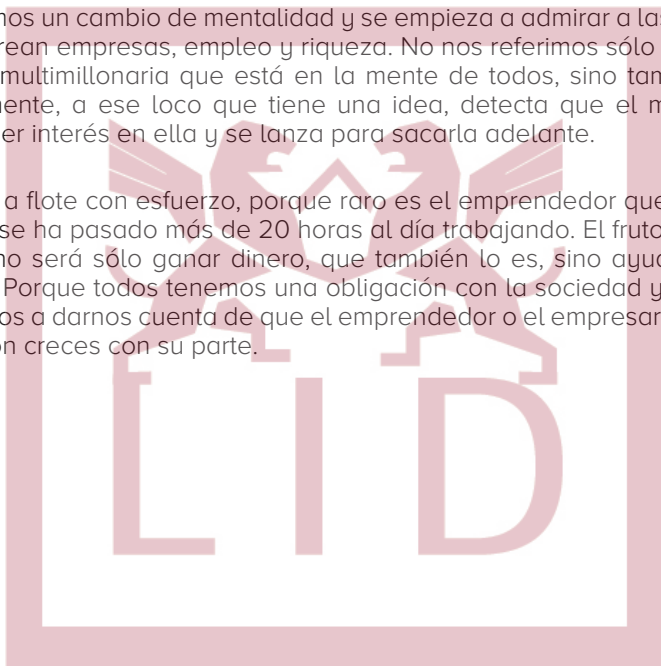 nos un cambio de mentalidad y se empieza a admirar a las
rean empresas, empleo y riqueza. No nos referimos sólo
multimillonaria que está en la mente de todos, sino tam
nente, a ese loco que tiene una idea, detecta que el m
er interés en ella y se lanza para sacarla adelante.
a flote con esfuerzo, porque raro es el emprendedor que
se ha pasado más de 20 horas al día trabajando. El fruto
no será sólo ganar dinero, que también lo es, sino ayu
Porque todos tenemos una obligación con la sociedad y
os a darnos cuenta de que el emprendedor o el empresar
on creces con su parte.
LID